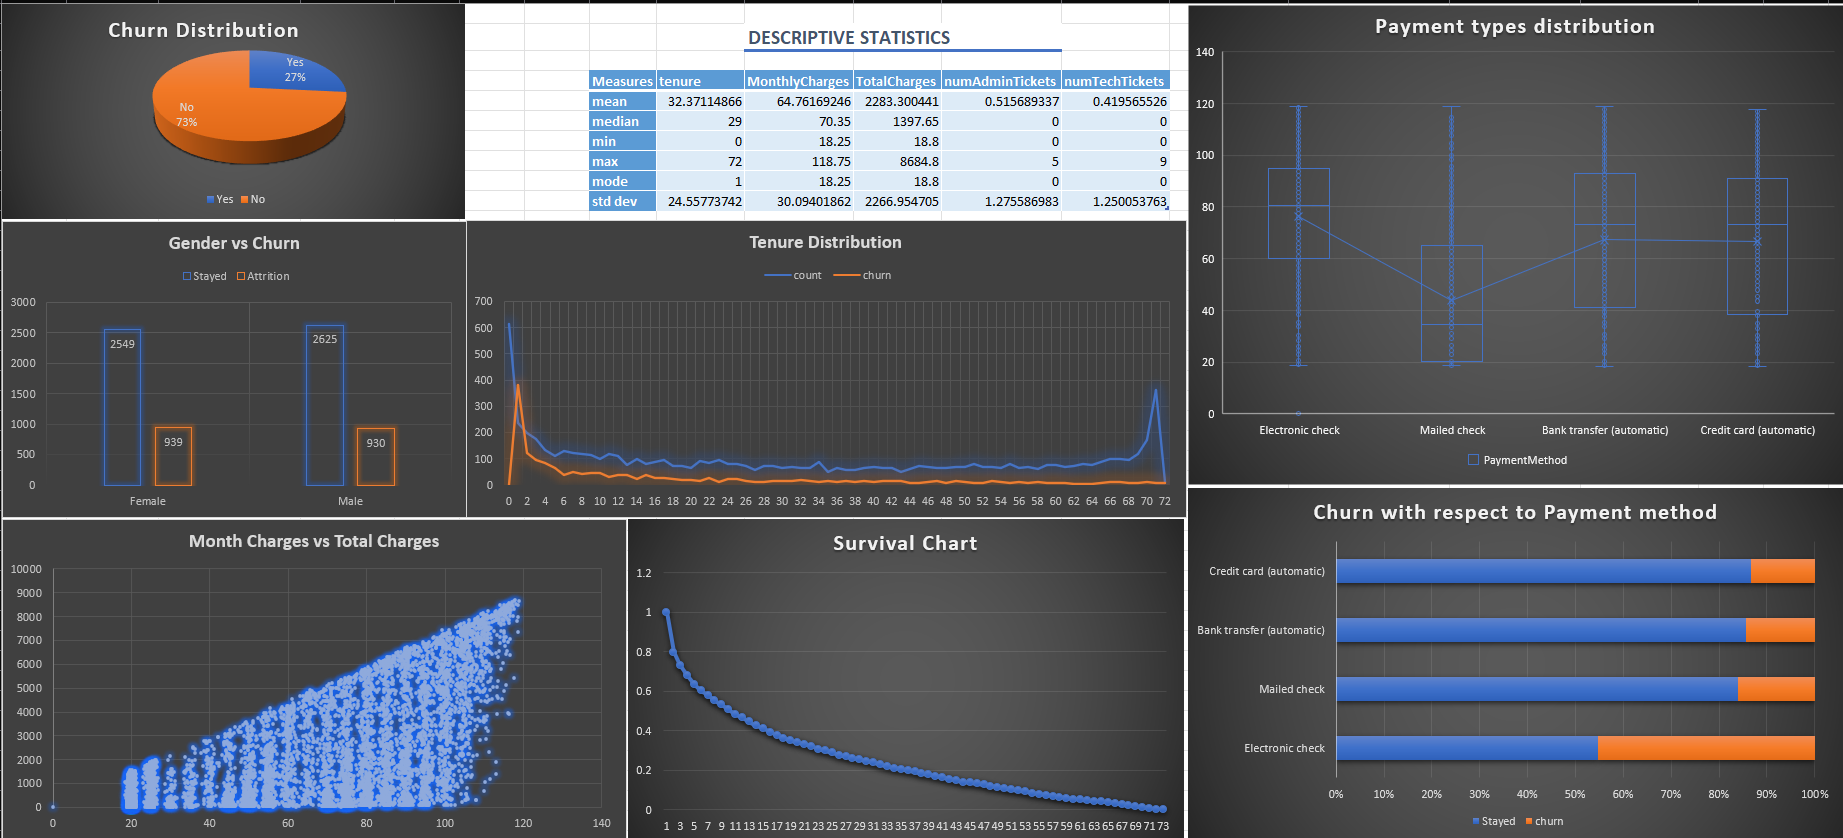 Churn Distribution
Yes
27%
No
73%
Yes No
DESCRIPTIVE STATISTICS
Measures tenure MonthlyCharges TotalCharges numAdminTickets numTechTickets
mean 32.37114866 64.76169246 2283.300441 0.515689337 0.419565526
median 29 70.35 1397.65 0 0
min 0 18.25 18.8 0 0
max 72 118.75 8684.8 5 9
mode 1 18.25 18.8 0 0
std dev 24.55773742 30.09401862 2266.954705 1.275586983 1.250053763
Payment types distribution
140
120
100
80
60
40
20
0
Electronic check Mailed check Bank transfer (automatic) Credit card (automatic)
PaymentMethod
Gender vs Churn
Stayed Attrition
3000
2500
2000
1500
1000
500
0
2549
939
2625
930
Female Male
Tenure Distribution
count churn
700
600
500
400
300
200
100
0
0 2 4 6 8 10 12 14 16 18 20 22 24 26 28 30 32 34 36 38 40 42 44 46 48 50 52 54 56 58 60 62 64 66 68 70 72
Month Charges vs Total Charges
10000
9000
8000
7000
6000
5000
4000
3000
2000
1000
0
0 20 40 60 80 100 120 140
Survival Chart
1.2
1
0.8
0.6
0.4
0.2
0
1 3 5 7 9 11 13 15 17 19 21 23 25 27 29 31 33 35 37 39 41 43 45 47 49 51 53 55 57 59 61 63 65 67 69 71 73
Churn with respect to Payment method
Credit card (automatic)
Bank transfer (automatic)
Mailed check
Electronic check
0% 10% 20% 30% 40% 50% 60% 70% 80% 90% 100%
Stayed churn